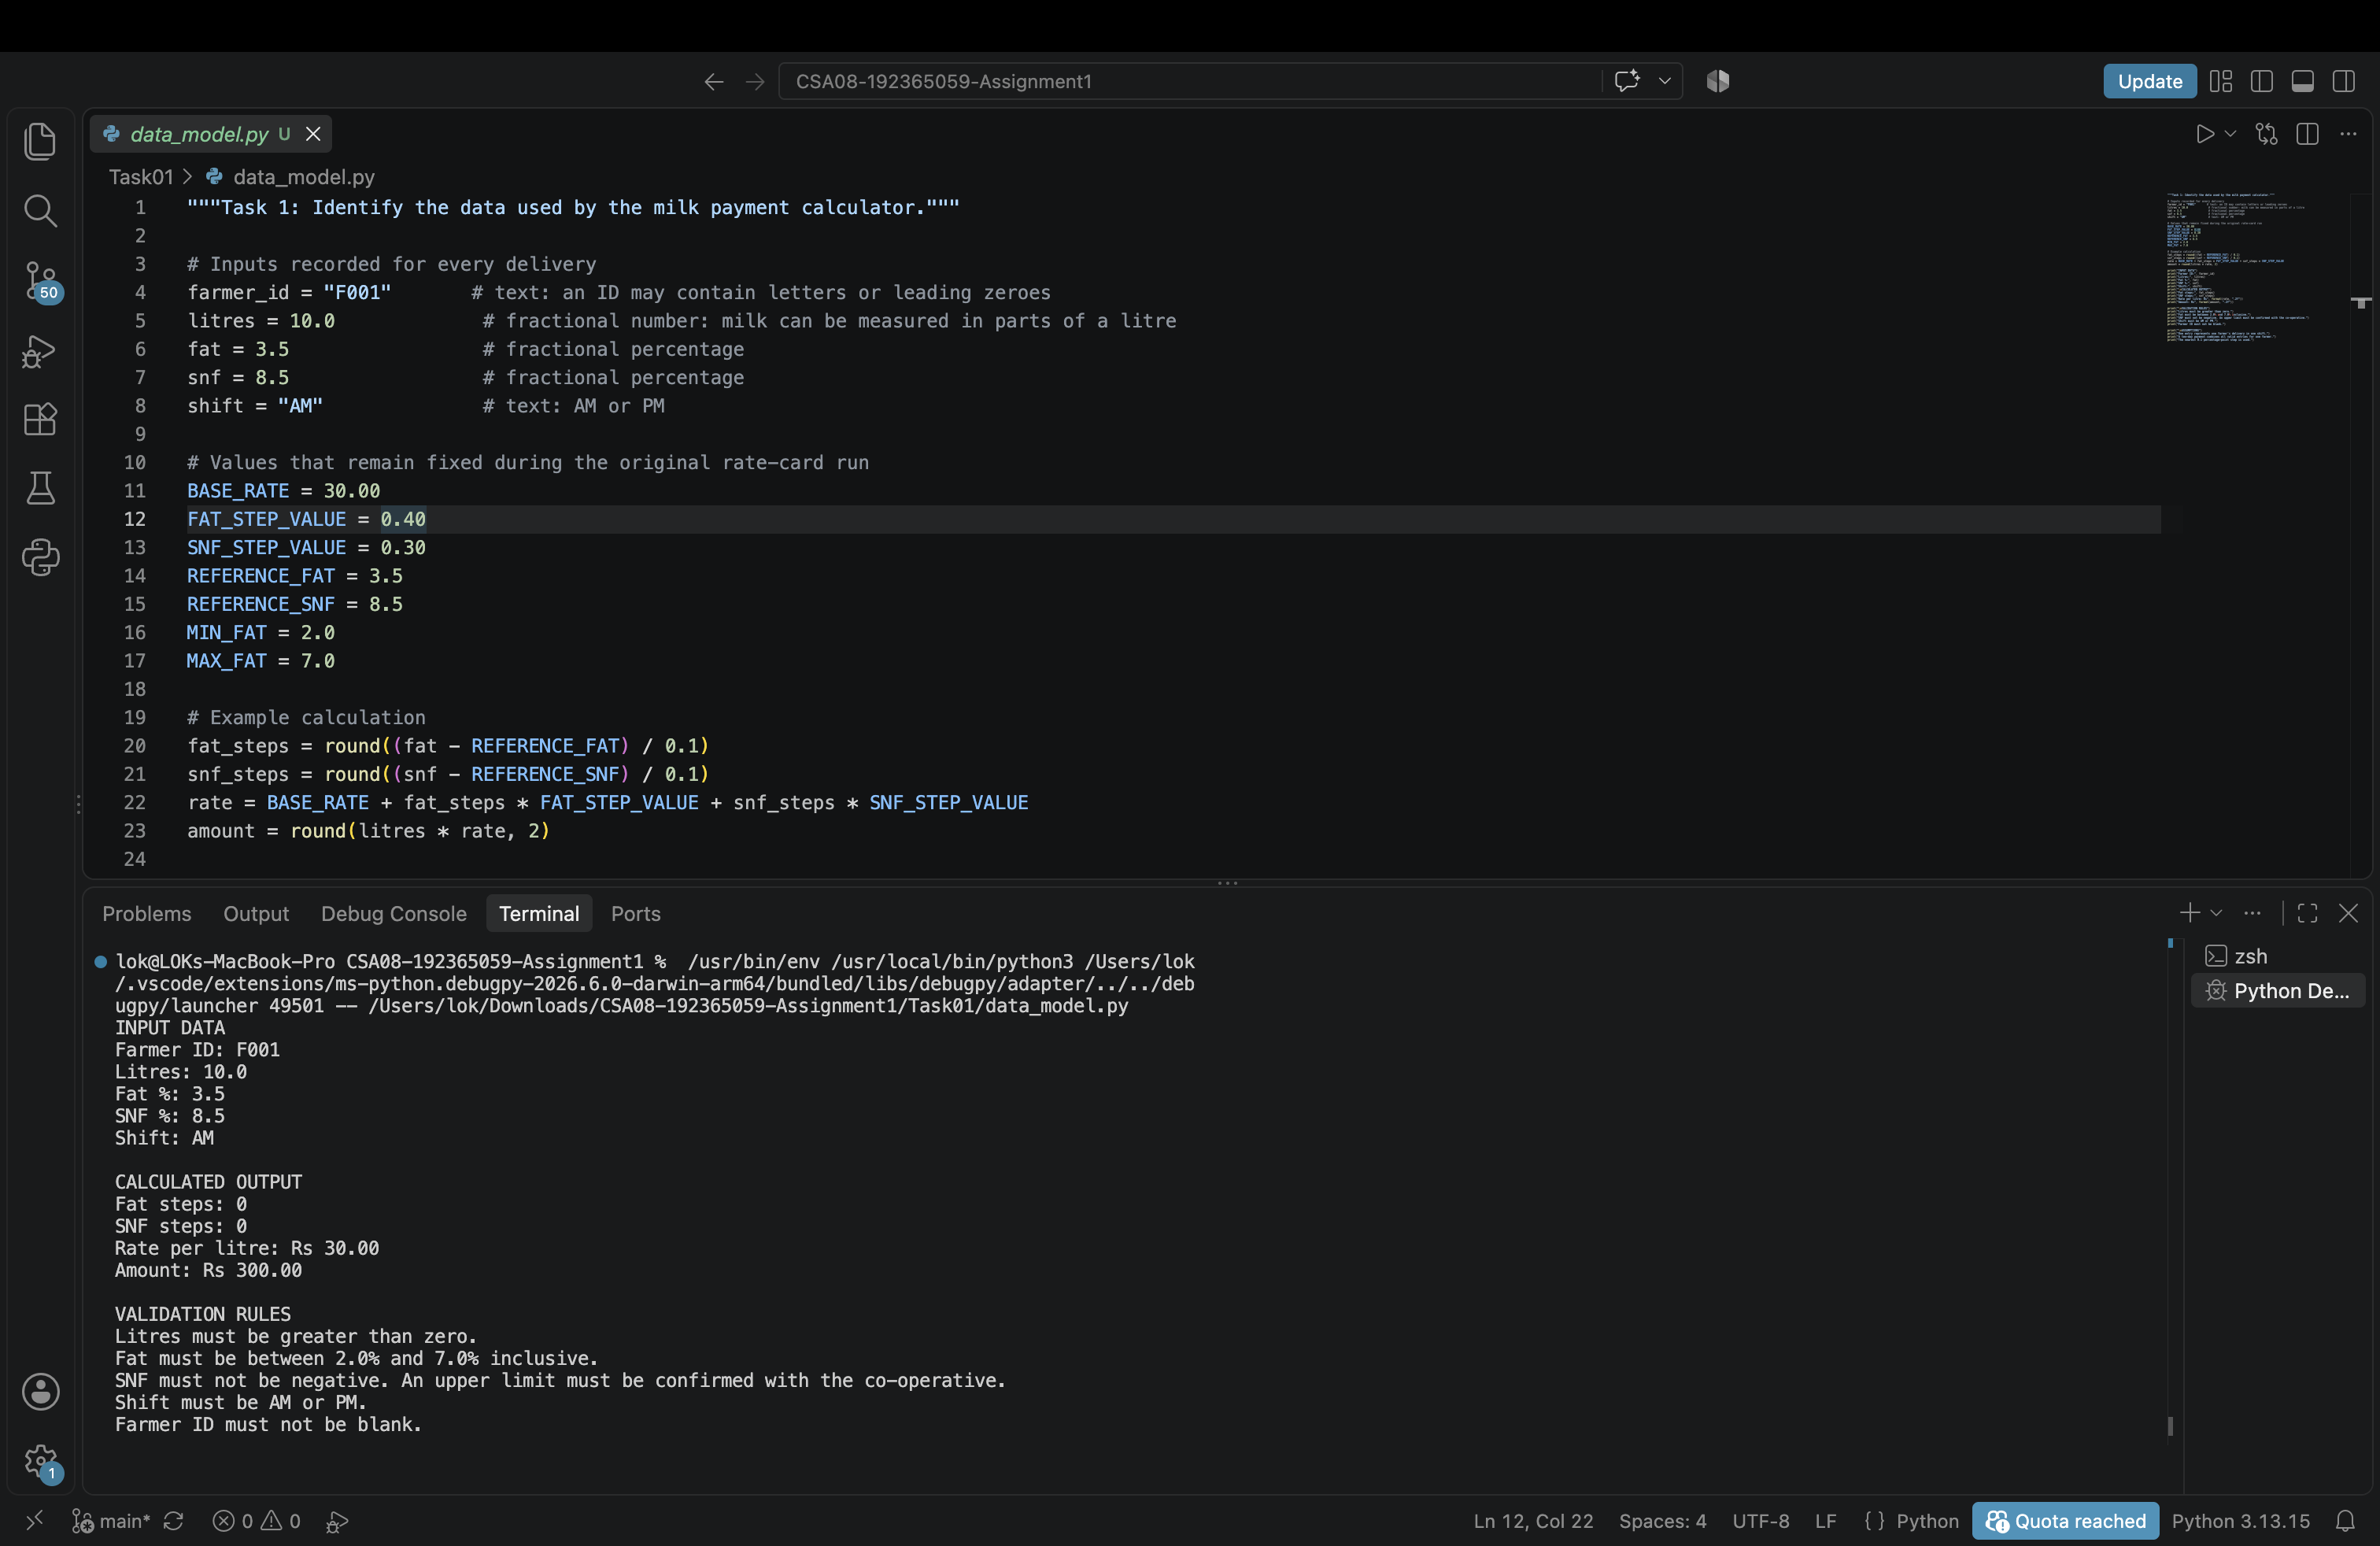 CSA08-192365059-Assignment1
Update
data_model.py U
Task01 > data_model.py
1 """Task 1: Identify the data used by the milk payment calculator."""
2
3 # Inputs recorded for every delivery
4 farmer_id = "F001" # text: an ID may contain letters or leading zeroes
5 litres = 10.0 # fractional number: milk can be measured in parts of a litre
6 fat = 3.5 # fractional percentage
7 snf = 8.5 # fractional percentage
8 shift = "AM" # text: AM or PM
9
10 # Values that remain fixed during the original rate-card run
11 BASE_RATE = 30.00
12 FAT_STEP_VALUE = 0.40
13 SNF_STEP_VALUE = 0.30
14 REFERENCE_FAT = 3.5
15 REFERENCE_SNF = 8.5
16 MIN_FAT = 2.0
17 MAX_FAT = 7.0
18
19 # Example calculation
20 fat_steps = round((fat - REFERENCE_FAT) / 0.1)
21 snf_steps = round((snf - REFERENCE_SNF) / 0.1)
22 rate = BASE_RATE + fat_steps * FAT_STEP_VALUE + snf_steps * SNF_STEP_VALUE
23 amount = round(litres * rate, 2)
24
50
Problems Output Debug Console Terminal Ports
lok@LOKs-MacBook-Pro CSA08-192365059-Assignment1 % /usr/bin/env /usr/local/bin/python3 /Users/lok
/.vscode/extensions/ms-python.debugpy-2026.6.0-darwin-arm64/bundled/libs/debugpy/adapter/../../deb
ugpy/launcher 49501 -- /Users/lok/Downloads/CSA08-192365059-Assignment1/Task01/data_model.py
INPUT DATA
Farmer ID: F001
Litres: 10.0
Fat %: 3.5
SNF %: 8.5
Shift: AM
CALCULATED OUTPUT
Fat steps: 0
SNF steps: 0
Rate per litre: Rs 30.00
Amount: Rs 300.00
VALIDATION RULES
Litres must be greater than zero.
Fat must be between 2.0% and 7.0% inclusive.
SNF must not be negative. An upper limit must be confirmed with the co-operative.
Shift must be AM or PM.
Farmer ID must not be blank.
zsh
Python De...
1
main* 0 0
Ln 12, Col 22 Spaces: 4 UTF-8 LF {} Python Quota reached Python 3.13.15